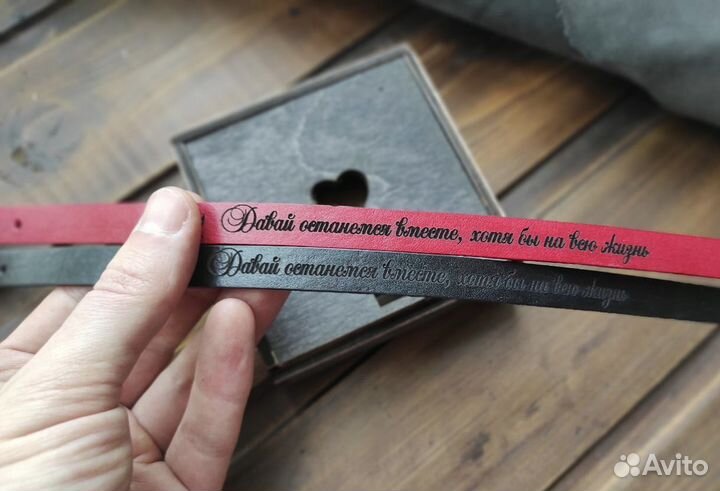 Давай останемся вместе, хотя бы на всю жизнь
Давай останемся вместе, хотя бы на всю жизнь
Avito